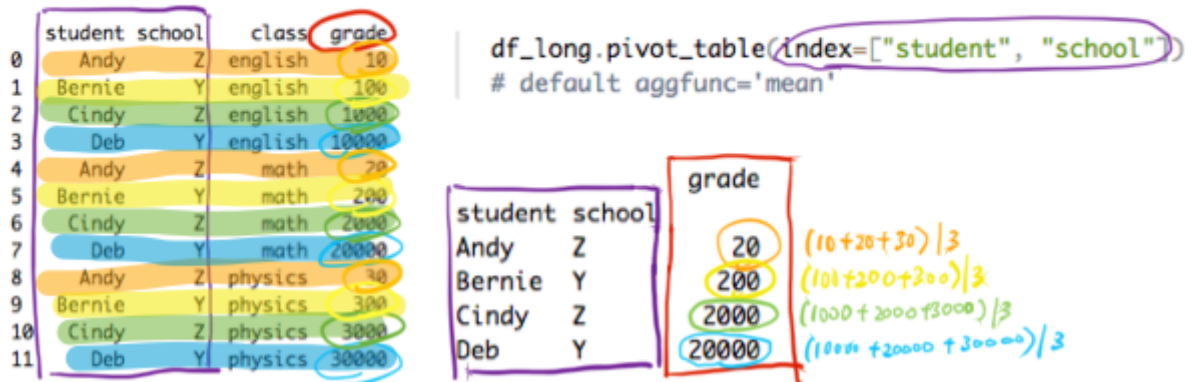 student school class grade
0 Andy Z english 10
1 Bernie Y english 100
2 Cindy Z english 1000
3 Deb Y english 10000
4 Andy Z math 20
5 Bernie Y math 200
6 Cindy Z math 2000
7 Deb Y math 20000
8 Andy Z physics 30
9 Bernie Y physics 300
10 Cindy Z physics 3000
11 Deb Y physics 30000
df_long.pivot_table(index=["student", "school"])
# default aggfunc='mean'
grade
student school
Andy Z 20 (10+20+30)/3
Bernie Y 200 (100+200+300)/3
Cindy Z 2000 (1000+2000+3000)/3
Deb Y 20000 (10000+20000+30000)/3